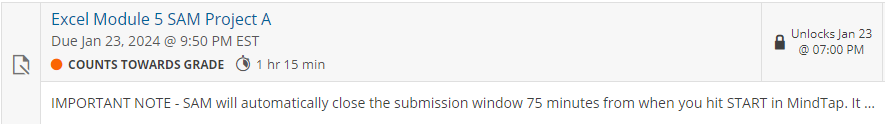 Excel Module 5 SAM Project A
Due Jan 23, 2024 @ 9:50 PM EST
COUNTS TOWARDS GRADE 1 hr 15 min
Unlocks Jan 23
@ 07:00 PM
IMPORTANT NOTE - SAM will automatically close the submission window 75 minutes from when you hit START in MindTap. It ...